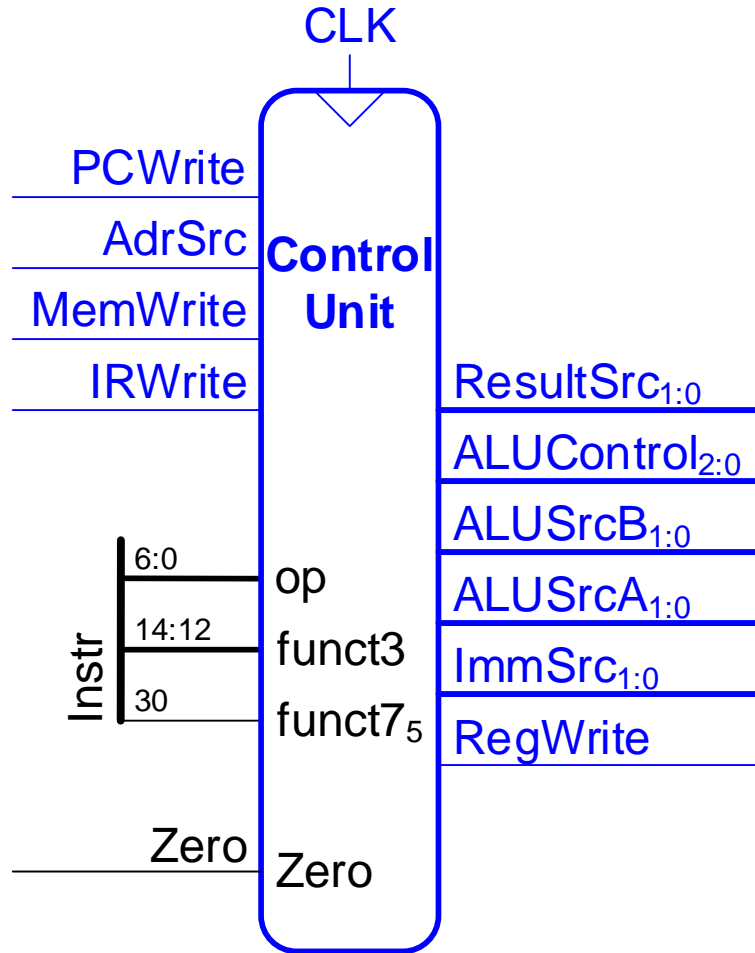 CLK
PCWrite
AdrSrc
MemWrite
IRWrite
Control
Unit
ResultSrc1:0
ALUControl2:0
ALUSrcB1:0
ALUSrcA1:0
ImmSrc1:0
RegWrite
Instr
6:0
op
14:12
funct3
30
funct75
Zero
Zero